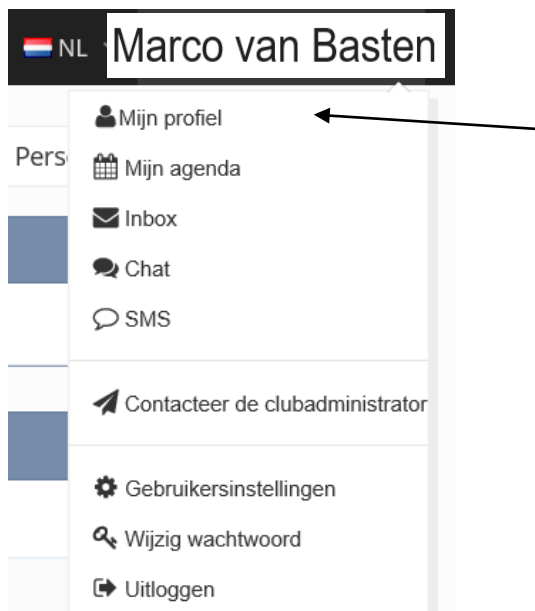 NL Marco van Basten
Mijn profiel
Pers
Mijn agenda
Inbox
Chat
SMS
Contacteer de clubadministrator
Gebruikersinstellingen
Wijzig wachtwoord
Uitloggen